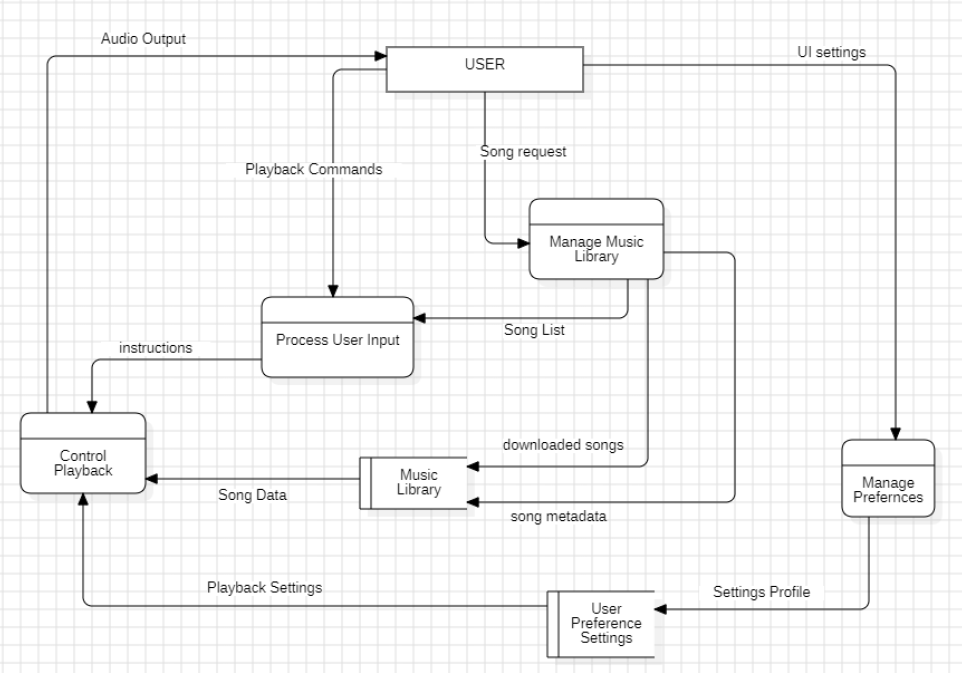 Audio Output
USER
UI settings
Song request
Playback Commands
Manage Music
Library
Song List
Process User Input
instructions
Control
Playback
downloaded songs
Music
Library
Song Data
song metadata
Manage
Prefernces
Playback Settings
Settings Profile
User
Preference
Settings